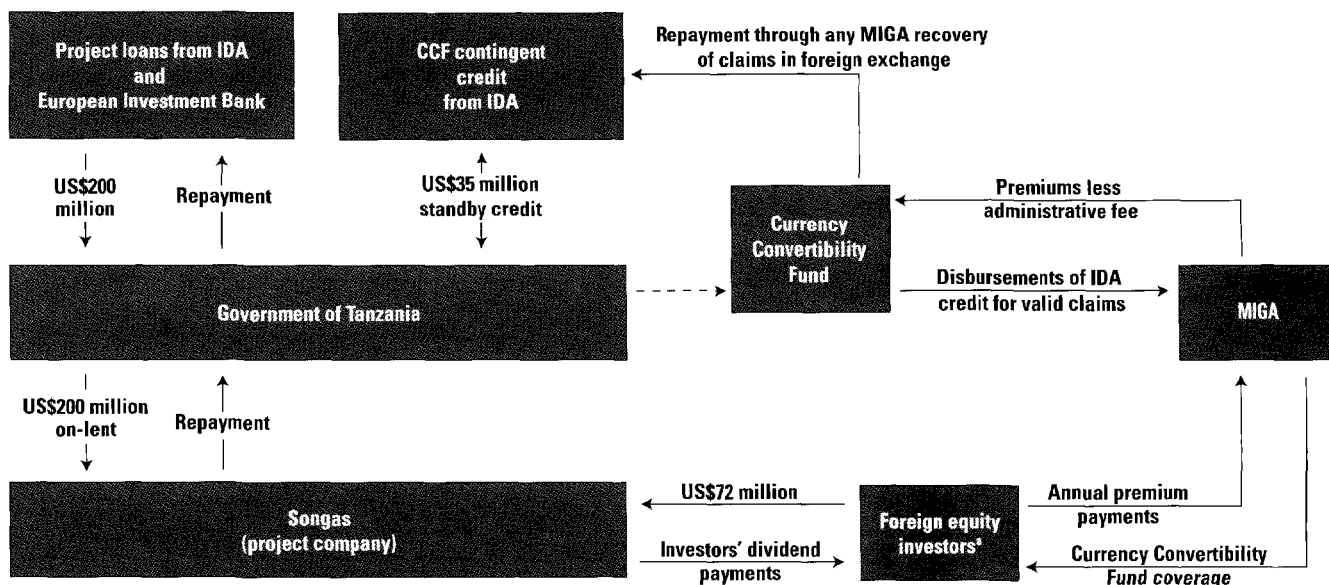 Project loans from IDA
and
European Investment Bank
CCF contingent
credit
from IDA
Repayment through any MIGA recovery
of claims in foreign exchange
US$200
million
Repayment
US$35 million
standby credit
Currency
Convertibility
Fund
Premiums less
administrative fee
Government of Tanzania
Disbursements of IDA
credit for valid claims
MIGA
US$200 million
on-lent
Repayment
Songas
(project company)
US$72 million
Investors' dividend
payments
Foreign equity
investorsª
Annual premium
payments
Currency Convertibility
Fund coverage